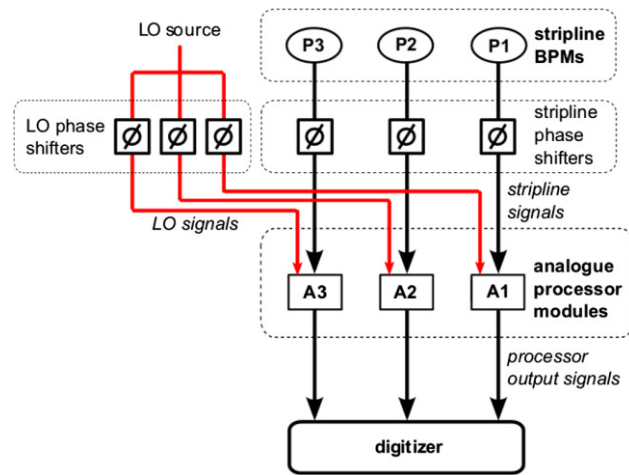 LO source
P3 P2 P1
stripline
BPMs
LO phase
shifters
Ø Ø Ø Ø Ø Ø
stripline
phase
shifters
LO signals
stripline
signals
A3 A2 A1
analogue
processor
modules
processor
output signals
digitizer